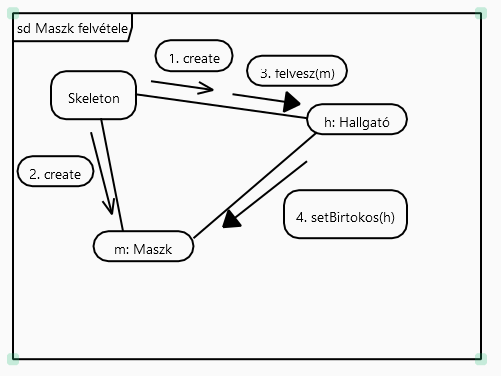 sd Maszk felvétele
1. create
3. felvesz(m)
Skeleton
h: Hallgató
2. create
4. setBirtokos(h)
m: Maszk